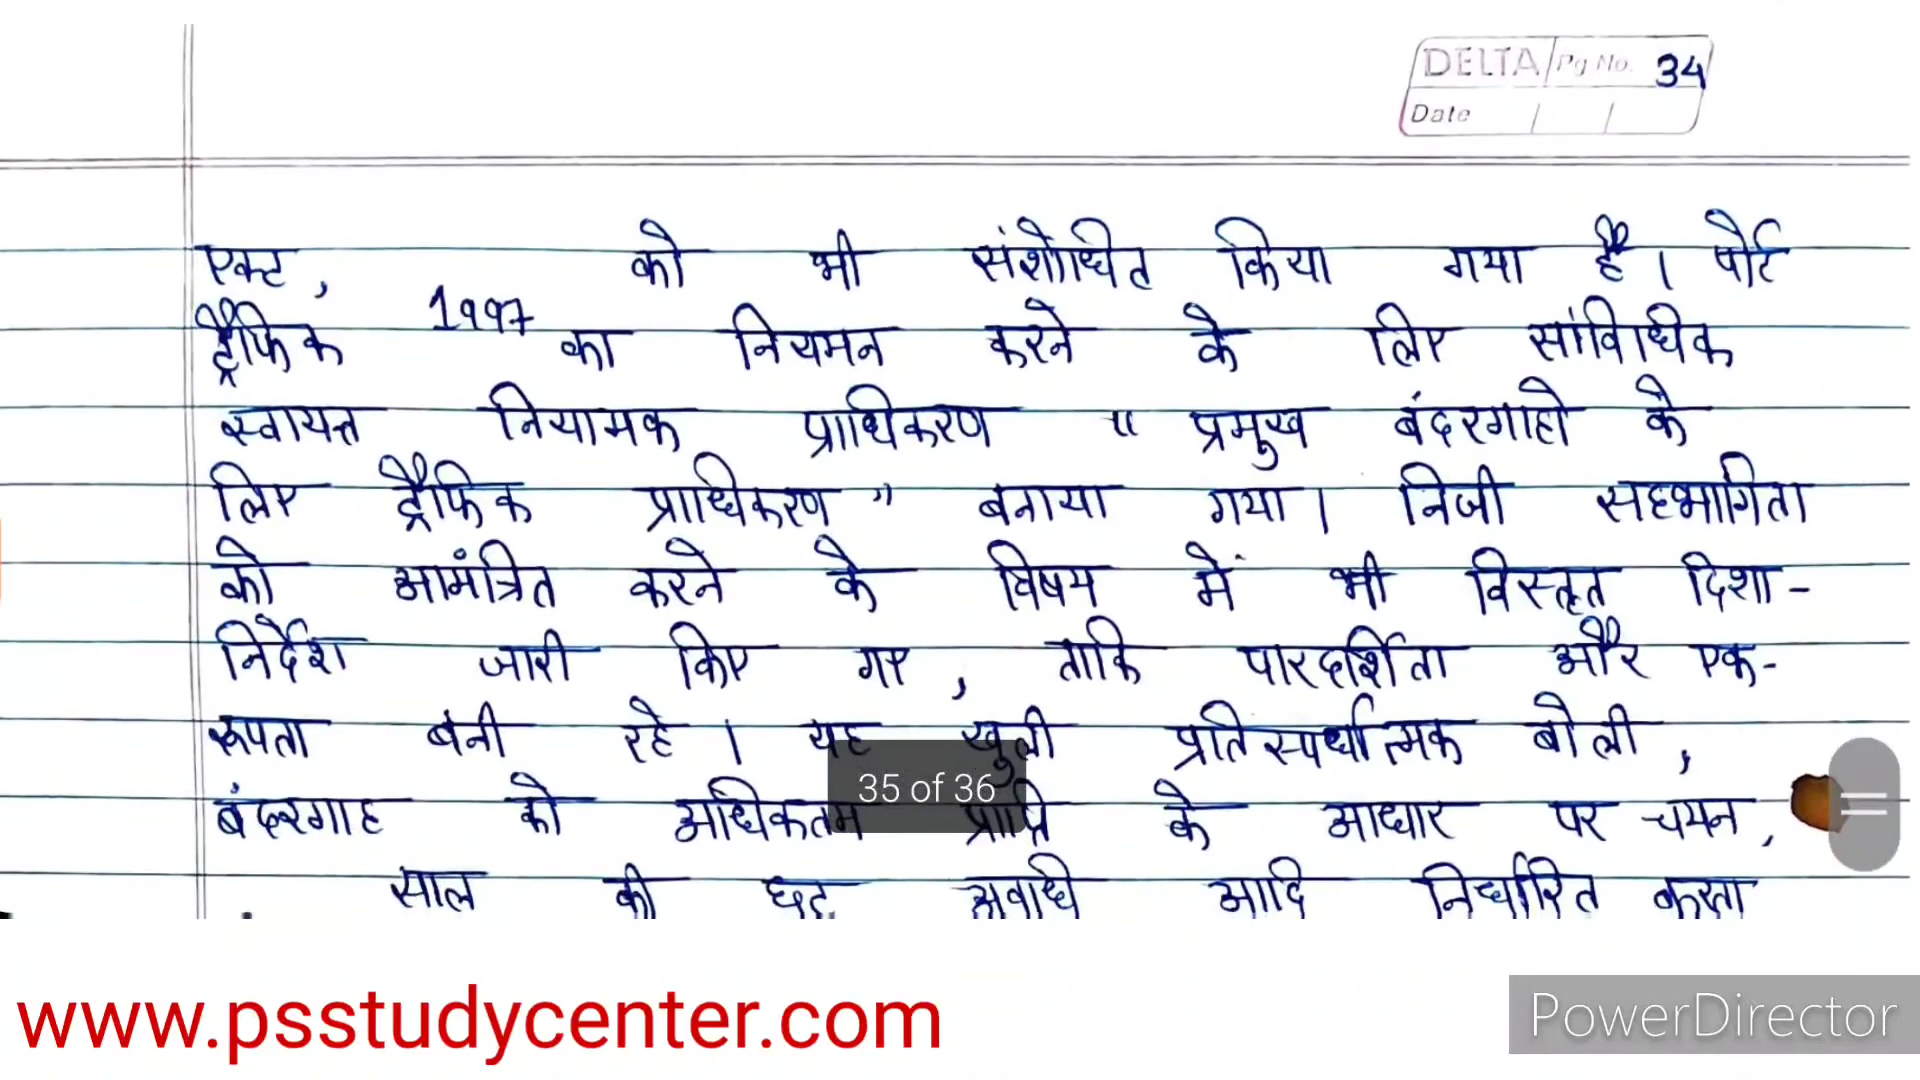 DELTA Pg No. 34
Date / /
एक्ट, को भी संशोधित किया गया है। पोर्ट
ट्रैफिक 1997 का नियमन करने के लिए सांविधिक
स्वायत्त नियामक प्राधिकरण " प्रमुख बंदरगाहो के
लिए ट्रैफिक प्राधिकरण" बनाया गया। निजी सहभागिता
को आमंत्रित करने के विषय में भी विस्तृत दिशा-
निर्देश जारी किए गए, ताकि पारदर्शिता और एक-
रूपता बनी रहे। यह खुली प्रतिस्पर्धात्मक बोली,
35 of 36
बंदरगाह को अधिकतम प्राप्ति के आधार पर चयन,
साल की छूट अवधि आदि निर्धारित करता
www.psstudycenter.com
PowerDirector